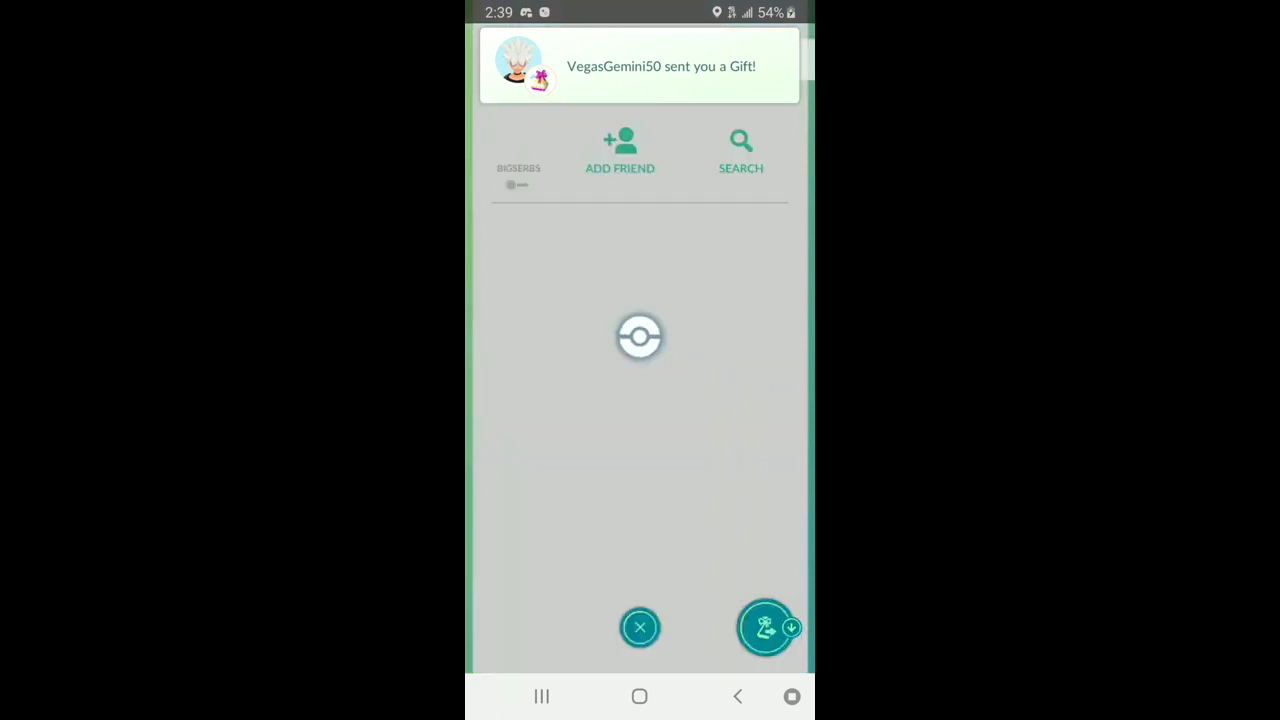 2:39
54%
VegasGemini50 sent you a Gift!
BIGSERBS
ADD FRIEND
SEARCH